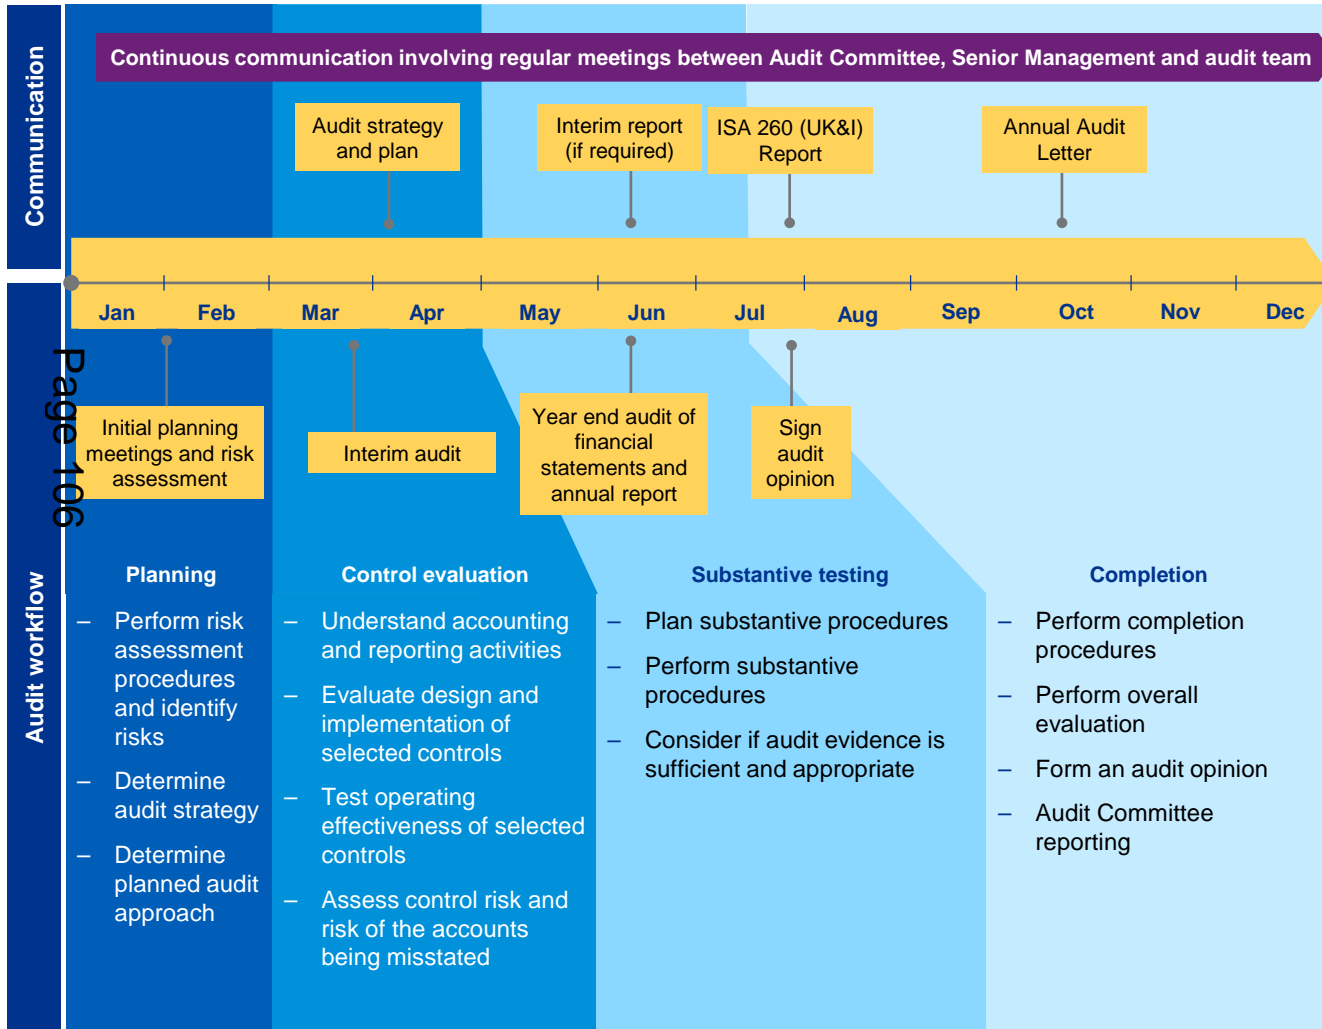 Communication
Continuous communication involving regular meetings between Audit Committee, Senior Management and audit team
Audit strategy
and plan
Interim report
(if required)
ISA 260 (UK&I)
Report
Annual Audit
Letter
Jan Feb Mar Apr May Jun Jul Aug Sep Oct Nov Dec
Page 106
Initial planning
meetings and risk
assessment
Interim audit
Year end audit of
financial
statements and
annual report
Sign
audit
opinion
Audit workflow
Planning
– Perform risk
assessment
procedures
and identify
risks
– Determine
audit strategy
– Determine
planned audit
approach
Control evaluation
– Understand accounting
and reporting activities
– Evaluate design and
implementation of
selected controls
– Test operating
effectiveness of selected
controls
– Assess control risk and
risk of the accounts
being misstated
Substantive testing
– Plan substantive procedures
– Perform substantive
procedures
– Consider if audit evidence is
sufficient and appropriate
Completion
– Perform completion
procedures
– Perform overall
evaluation
– Form an audit opinion
– Audit Committee
reporting